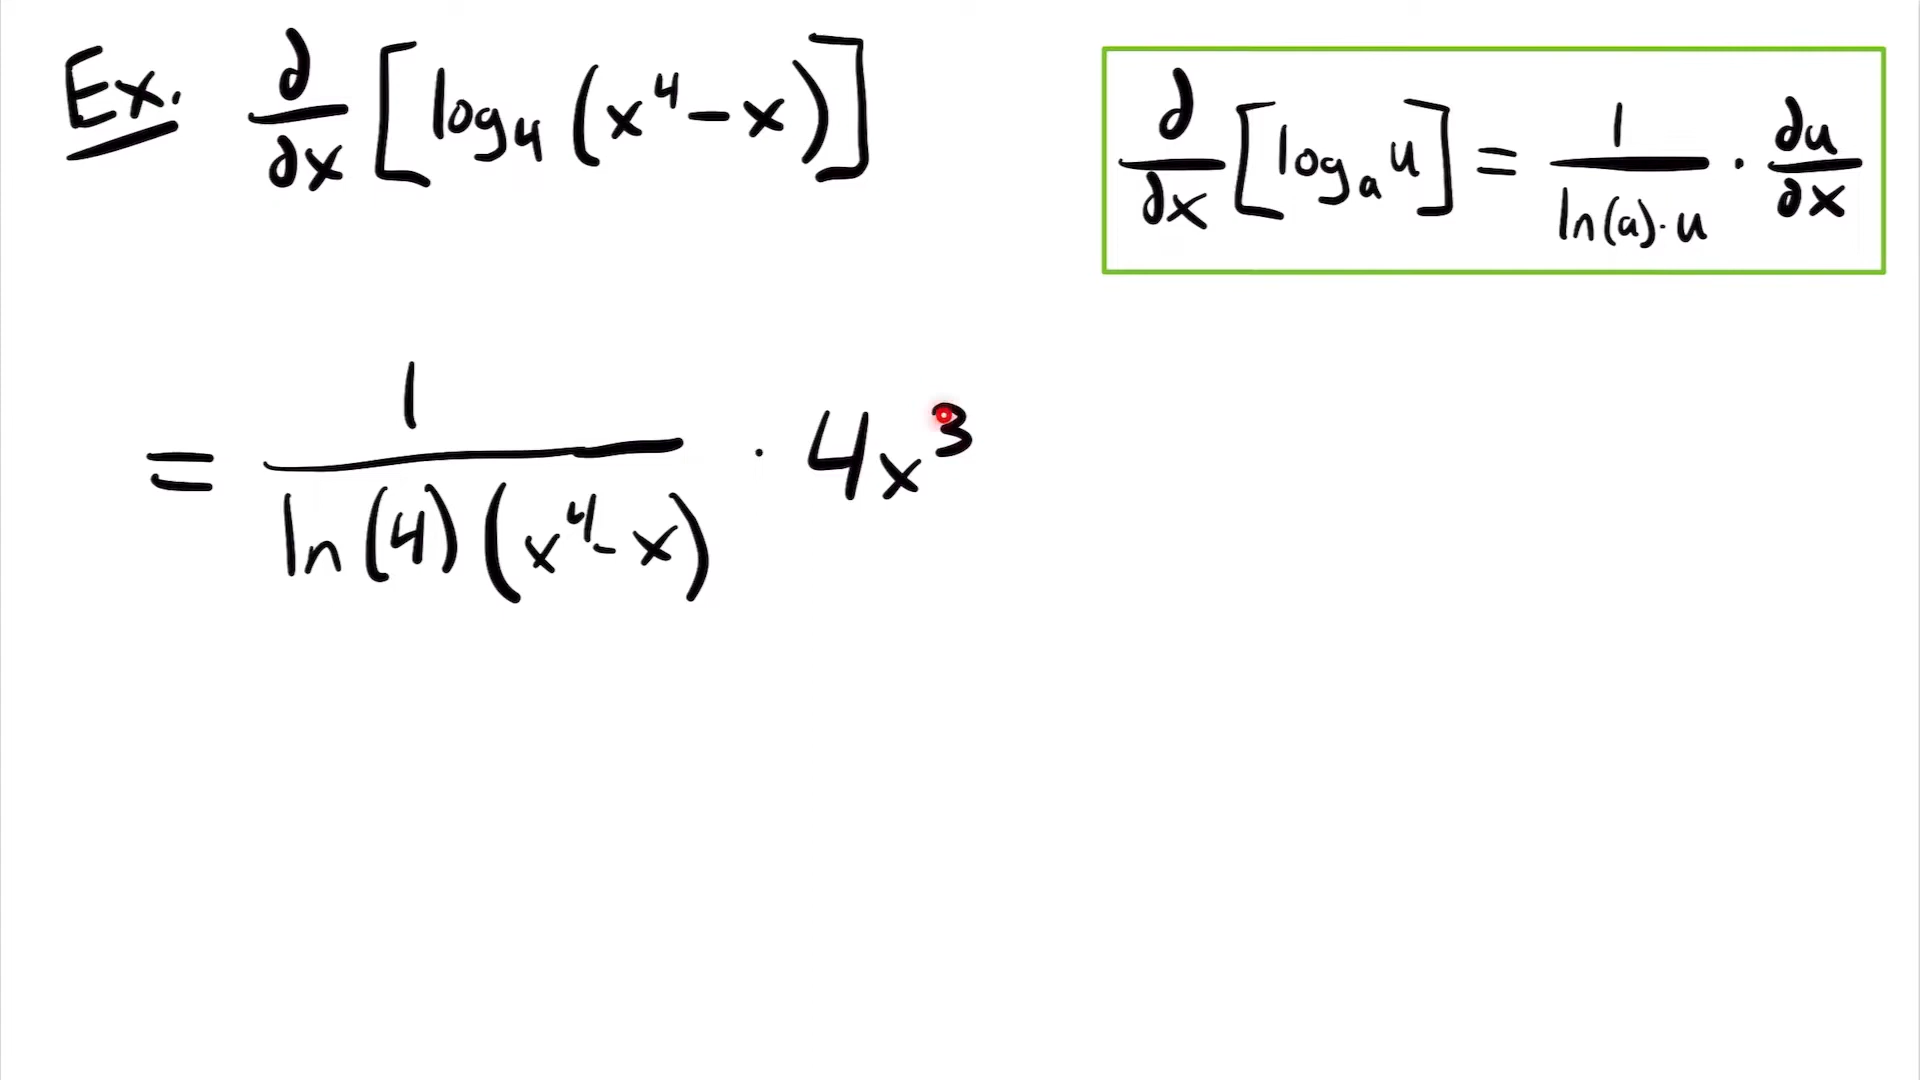 Ex. ∂/∂x [log₄ (x⁴ − x)]
∂/∂x [logₐ u] = 1/(ln(a)·u) · ∂u/∂x
= 1/(ln(4)(x⁴ − x)) · 4x³